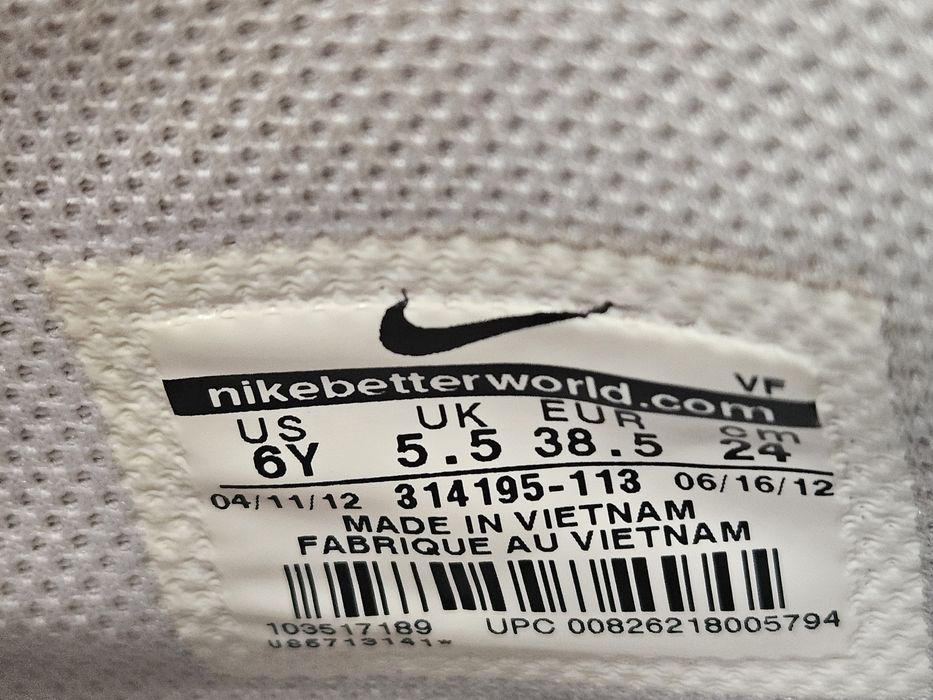 nikebetterworld.com VF
US UK EUR cm
6Y 5.5 38.5 24
04/11/12 314195-113 06/16/12
MADE IN VIETNAM
FABRIQUE AU VIETNAM
103517189 UPC 00826218005794